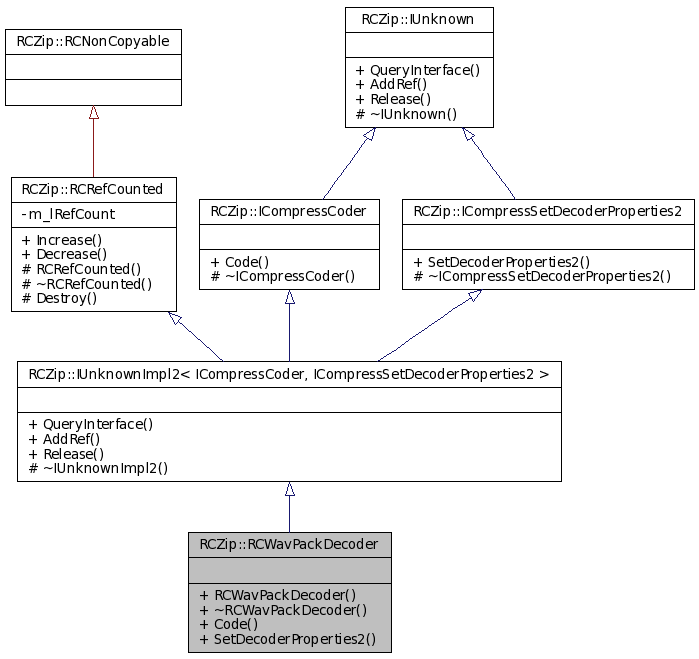 RCZip::IUnknown
+ QueryInterface()
+ AddRef()
+ Release()
# ~IUnknown()
RCZip::RCNonCopyable
RCZip::RCRefCounted
- m_lRefCount
+ Increase()
+ Decrease()
# RCRefCounted()
# ~RCRefCounted()
# Destroy()
RCZip::ICompressCoder
+ Code()
# ~ICompressCoder()
RCZip::ICompressSetDecoderProperties2
+ SetDecoderProperties2()
# ~ICompressSetDecoderProperties2()
RCZip::IUnknownImpl2< ICompressCoder, ICompressSetDecoderProperties2 >
+ QueryInterface()
+ AddRef()
+ Release()
# ~IUnknownImpl2()
RCZip::RCWavPackDecoder
+ RCWavPackDecoder()
+ ~RCWavPackDecoder()
+ Code()
+ SetDecoderProperties2()